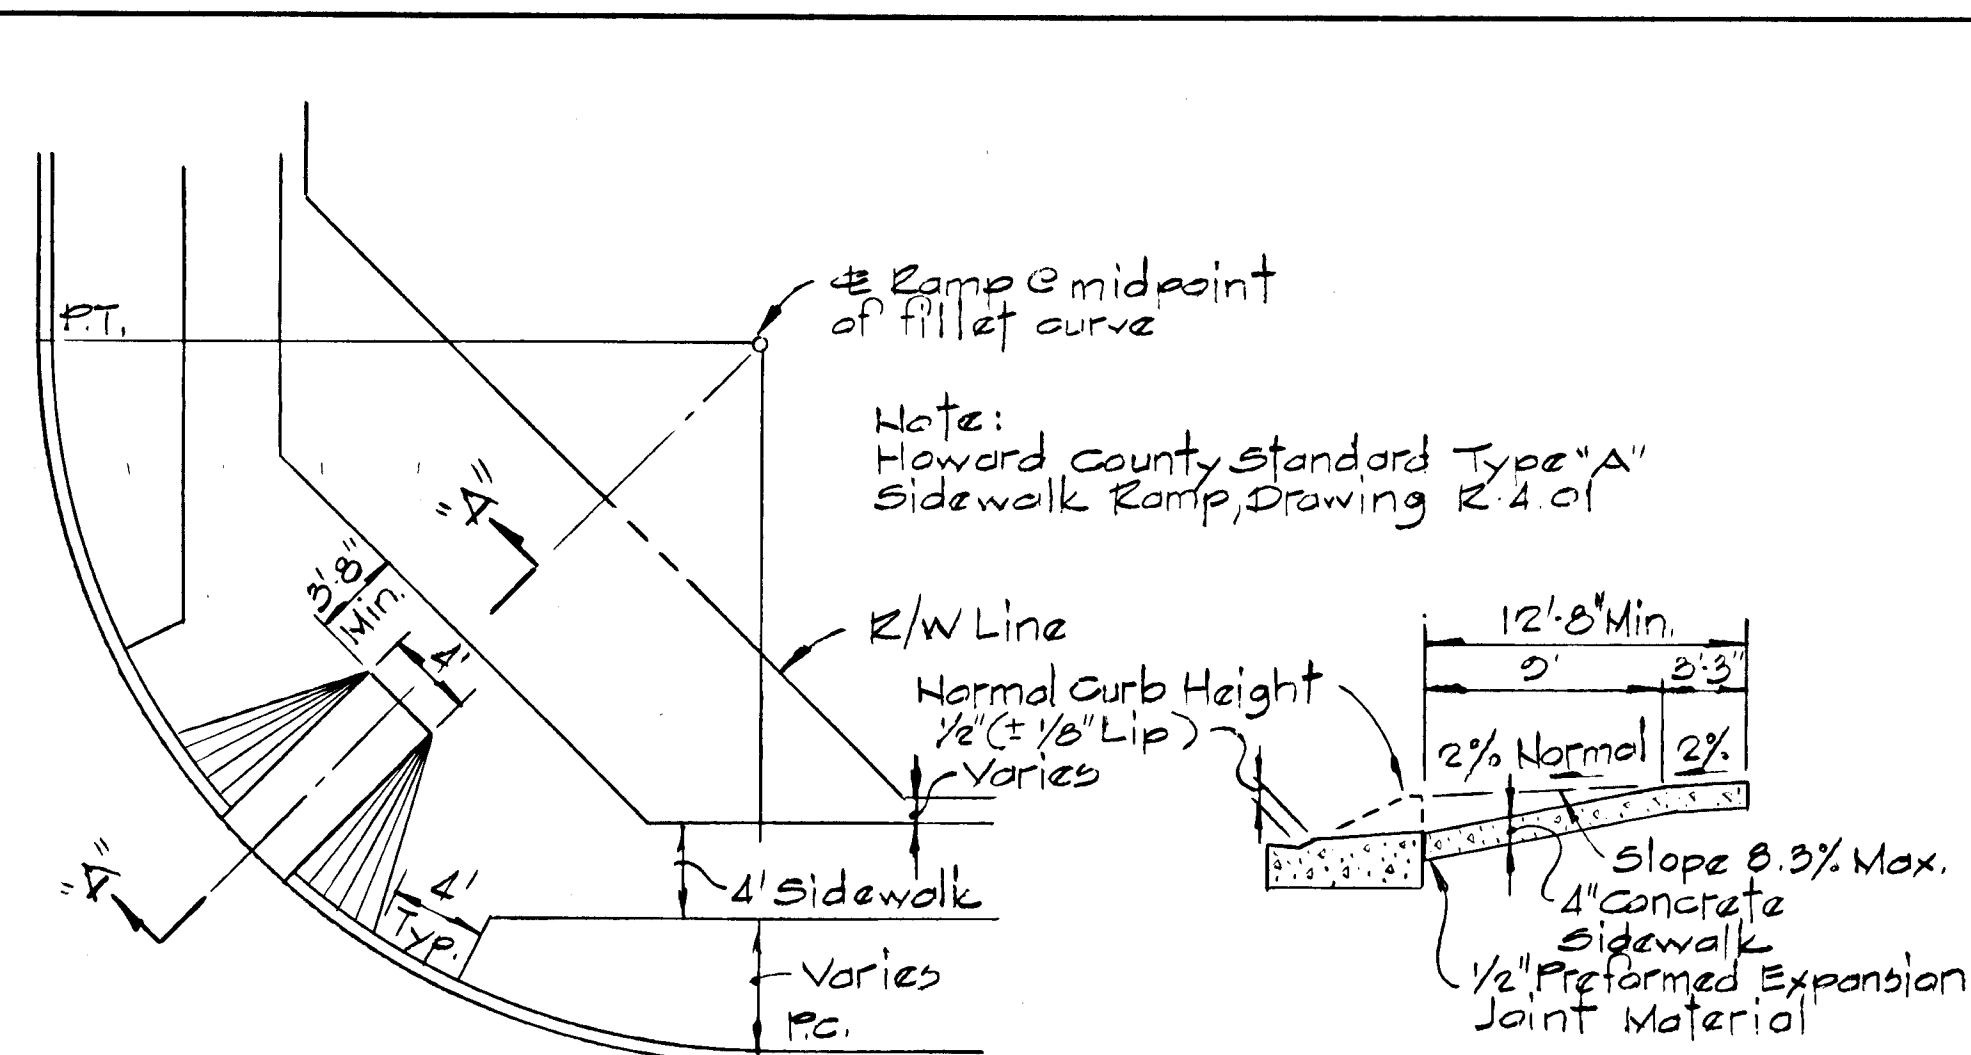 P.T.
℄ Ramp @ midpoint
of fillet curve
Note:
Howard County Standard Type "A"
Sidewalk Ramp, Drawing R-4.01
"A"
3'-8"
Min.
4'
R/W Line
Normal Curb Height
1/2" (± 1/8" Lip)
Varies
12'-8" Min.
9'
3'-3"
2% Normal
2%
Slope 8.3% Max.
4" Concrete
Sidewalk
1/2" Preformed Expansion
Joint Material
"A"
4'
Typ.
4' Sidewalk
Varies
P.C.